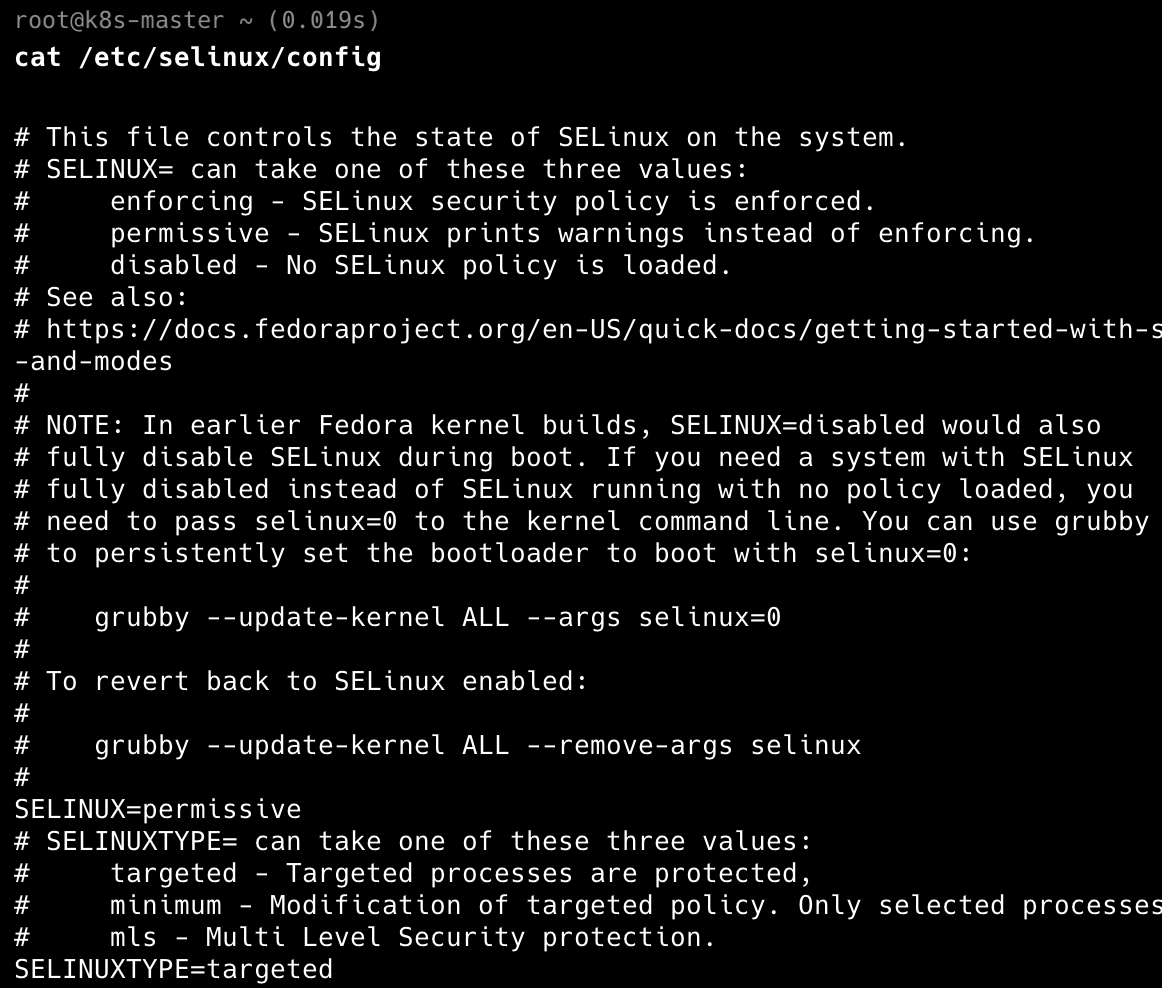 root@k8s-master ~ (0.019s)
cat /etc/selinux/config
# This file controls the state of SELinux on the system.
# SELINUX= can take one of these three values:
#     enforcing - SELinux security policy is enforced.
#     permissive - SELinux prints warnings instead of enforcing.
#     disabled - No SELinux policy is loaded.
# See also:
# https://docs.fedoraproject.org/en-US/quick-docs/getting-started-with-s
-and-modes
#
# NOTE: In earlier Fedora kernel builds, SELINUX=disabled would also
# fully disable SELinux during boot. If you need a system with SELinux
# fully disabled instead of SELinux running with no policy loaded, you
# need to pass selinux=0 to the kernel command line. You can use grubby
# to persistently set the bootloader to boot with selinux=0:
#
#    grubby --update-kernel ALL --args selinux=0
#
# To revert back to SELinux enabled:
#
#    grubby --update-kernel ALL --remove-args selinux
#
SELINUX=permissive
# SELINUXTYPE= can take one of these three values:
#     targeted - Targeted processes are protected,
#     minimum - Modification of targeted policy. Only selected processes
#     mls - Multi Level Security protection.
SELINUXTYPE=targeted